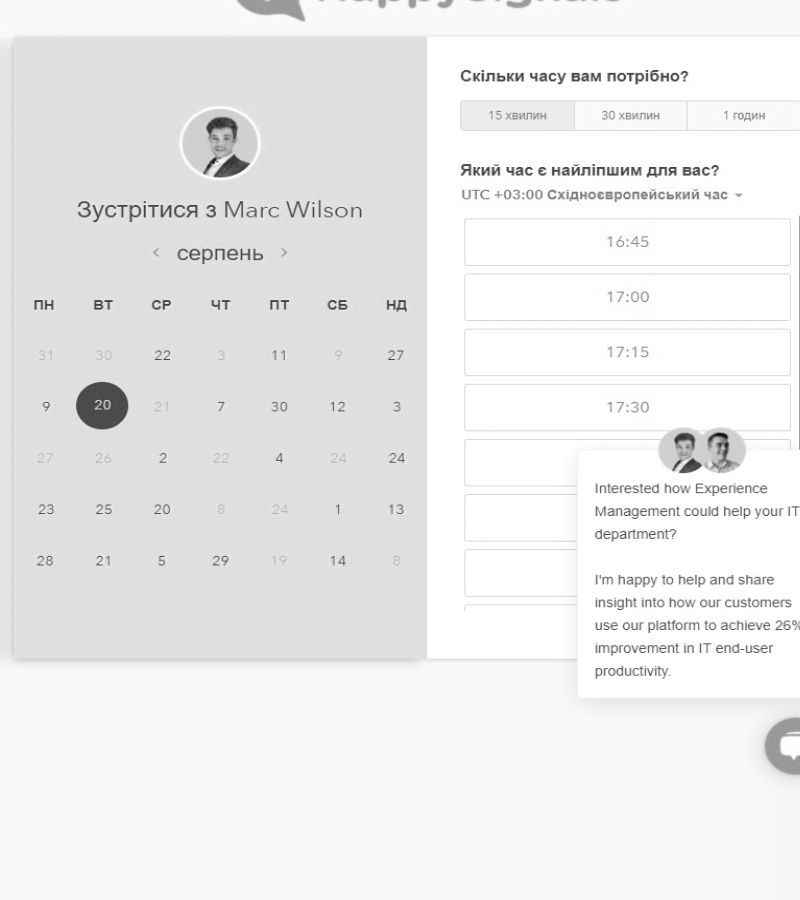 HappySignals
Зустрітися з Marc Wilson
< серпень >
ПН ВТ СР ЧТ ПТ СБ НД
31 30 22 3 11 9 27
9 20 21 7 30 12 3
27 26 2 22 4 24 24
23 25 20 8 24 1 13
28 21 5 29 19 14 8
Скільки часу вам потрібно?
15 хвилин 30 хвилин 1 годин
Який час є найліпшим для вас?
UTC +03:00 Східноєвропейський час
16:45
17:00
17:15
17:30
Interested how Experience
Management could help your IT
department?
I'm happy to help and share
insight into how our customers
use our platform to achieve 26%
improvement in IT end-user
productivity.